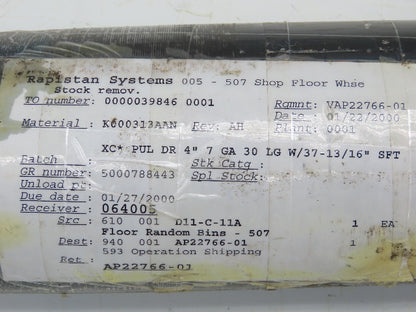 Rapistan Systems 005 - 507 Shop Floor Whse
Stock remov.
TO number: 0000039846 0001 Rqmnt: VAP22766-01
Date 01/22/2000
Material : K000313AAN Rev: AH Plant: 0001
XC* PUL DR 4" 7 GA 30 LG W/37-13/16" SFT
Batch : Stk Catg :
GR number: 5000788443 Spl Stock:
Unload pt:
Due date : 01/27/2000
Receiver : 064005
Src: 610 001 D11-C-11A 1 EA
Floor Random Bins - 507
Dest: 940 001 AP22766-01 1
593 Operation Shipping
Ret :
AP22766-01